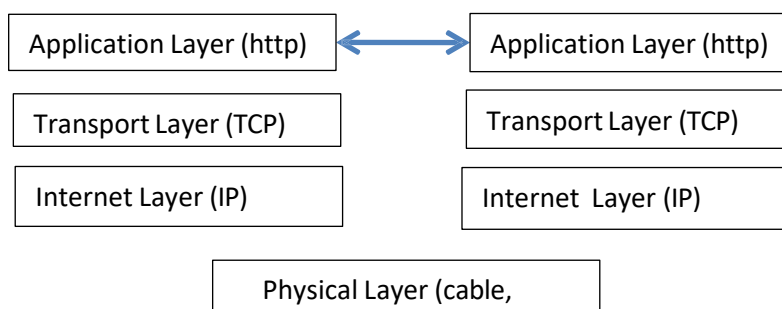 Application Layer (http)
Application Layer (http)
Transport Layer (TCP)
Transport Layer (TCP)
Internet Layer (IP)
Internet  Layer (IP)
Physical Layer (cable,